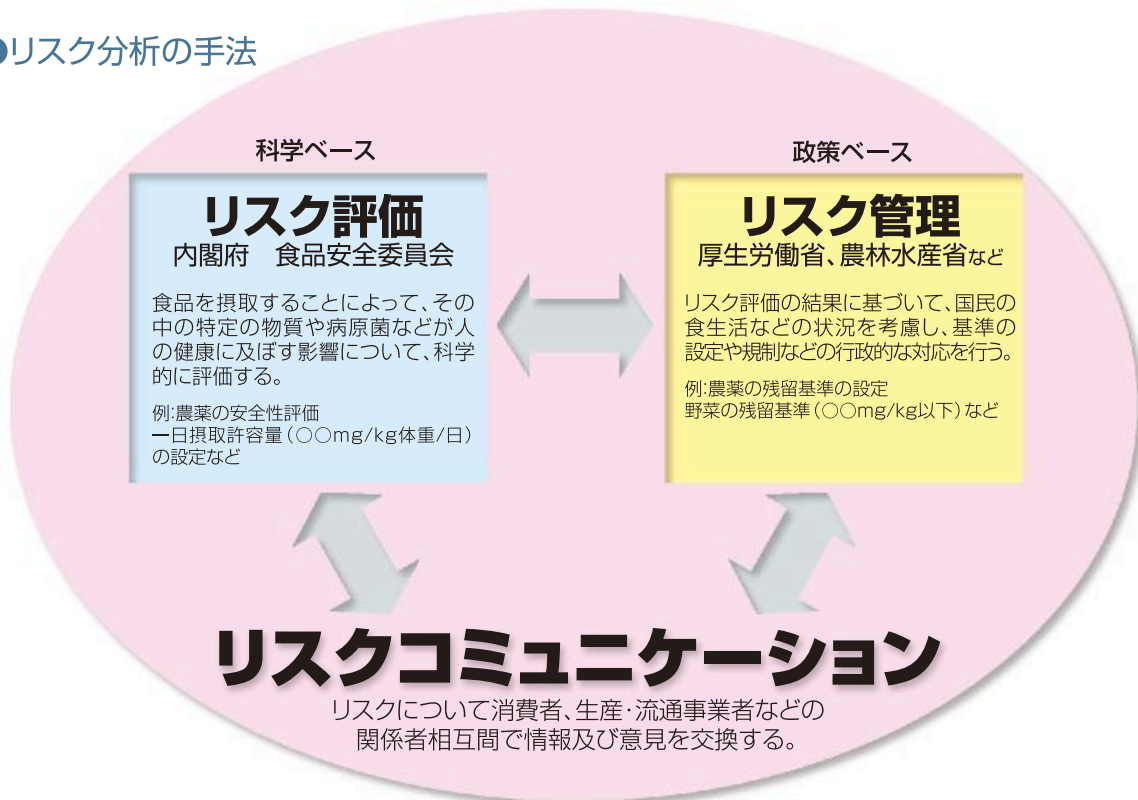 ●リスク分析の手法
科学ベース
リスク評価
内閣府　食品安全委員会
食品を摂取することによって、その
中の特定の物質や病原菌などが人
の健康に及ぼす影響について、科学
的に評価する。
例:農薬の安全性評価
一日摂取許容量(○○mg/kg体重/日)
の設定など
政策ベース
リスク管理
厚生労働省、農林水産省など
リスク評価の結果に基づいて、国民の
食生活などの状況を考慮し、基準の
設定や規制などの行政的な対応を行う。
例:農薬の残留基準の設定
野菜の残留基準(○○mg/kg以下)など
リスクコミュニケーション
リスクについて消費者、生産・流通事業者などの
関係者相互間で情報及び意見を交換する。